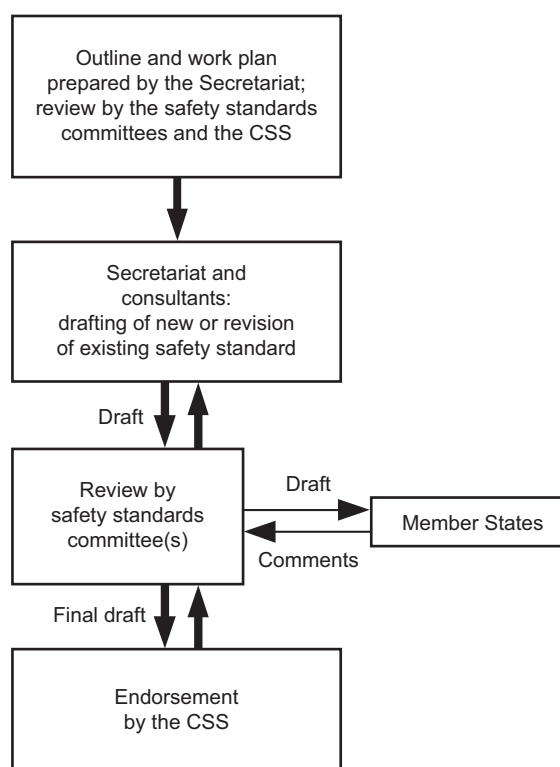 Outline and work plan
prepared by the Secretariat;
review by the safety standards
committees and the CSS
Secretariat and
consultants:
drafting of new or revision
of existing safety standard
Draft
Review by
safety standards
committee(s)
Draft
Member States
Comments
Final draft
Endorsement
by the CSS